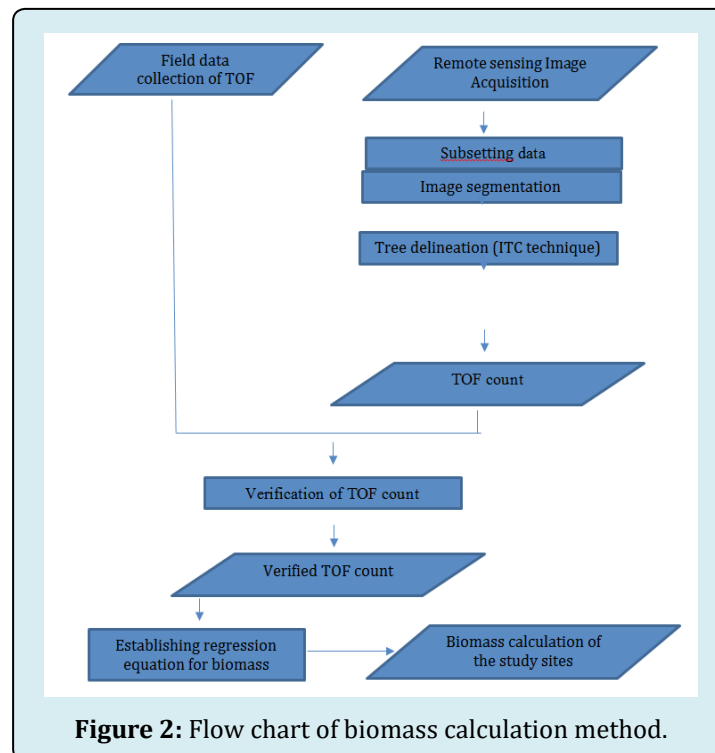 Field data
collection of TOF
Remote sensing Image
Acquisition
Subsetting data
Image segmentation
Tree delineation (ITC technique)
TOF count
Verification of TOF count
Verified TOF count
Establishing regression
equation for biomass
Biomass calculation of
the study sites
Figure 2: Flow chart of biomass calculation method.